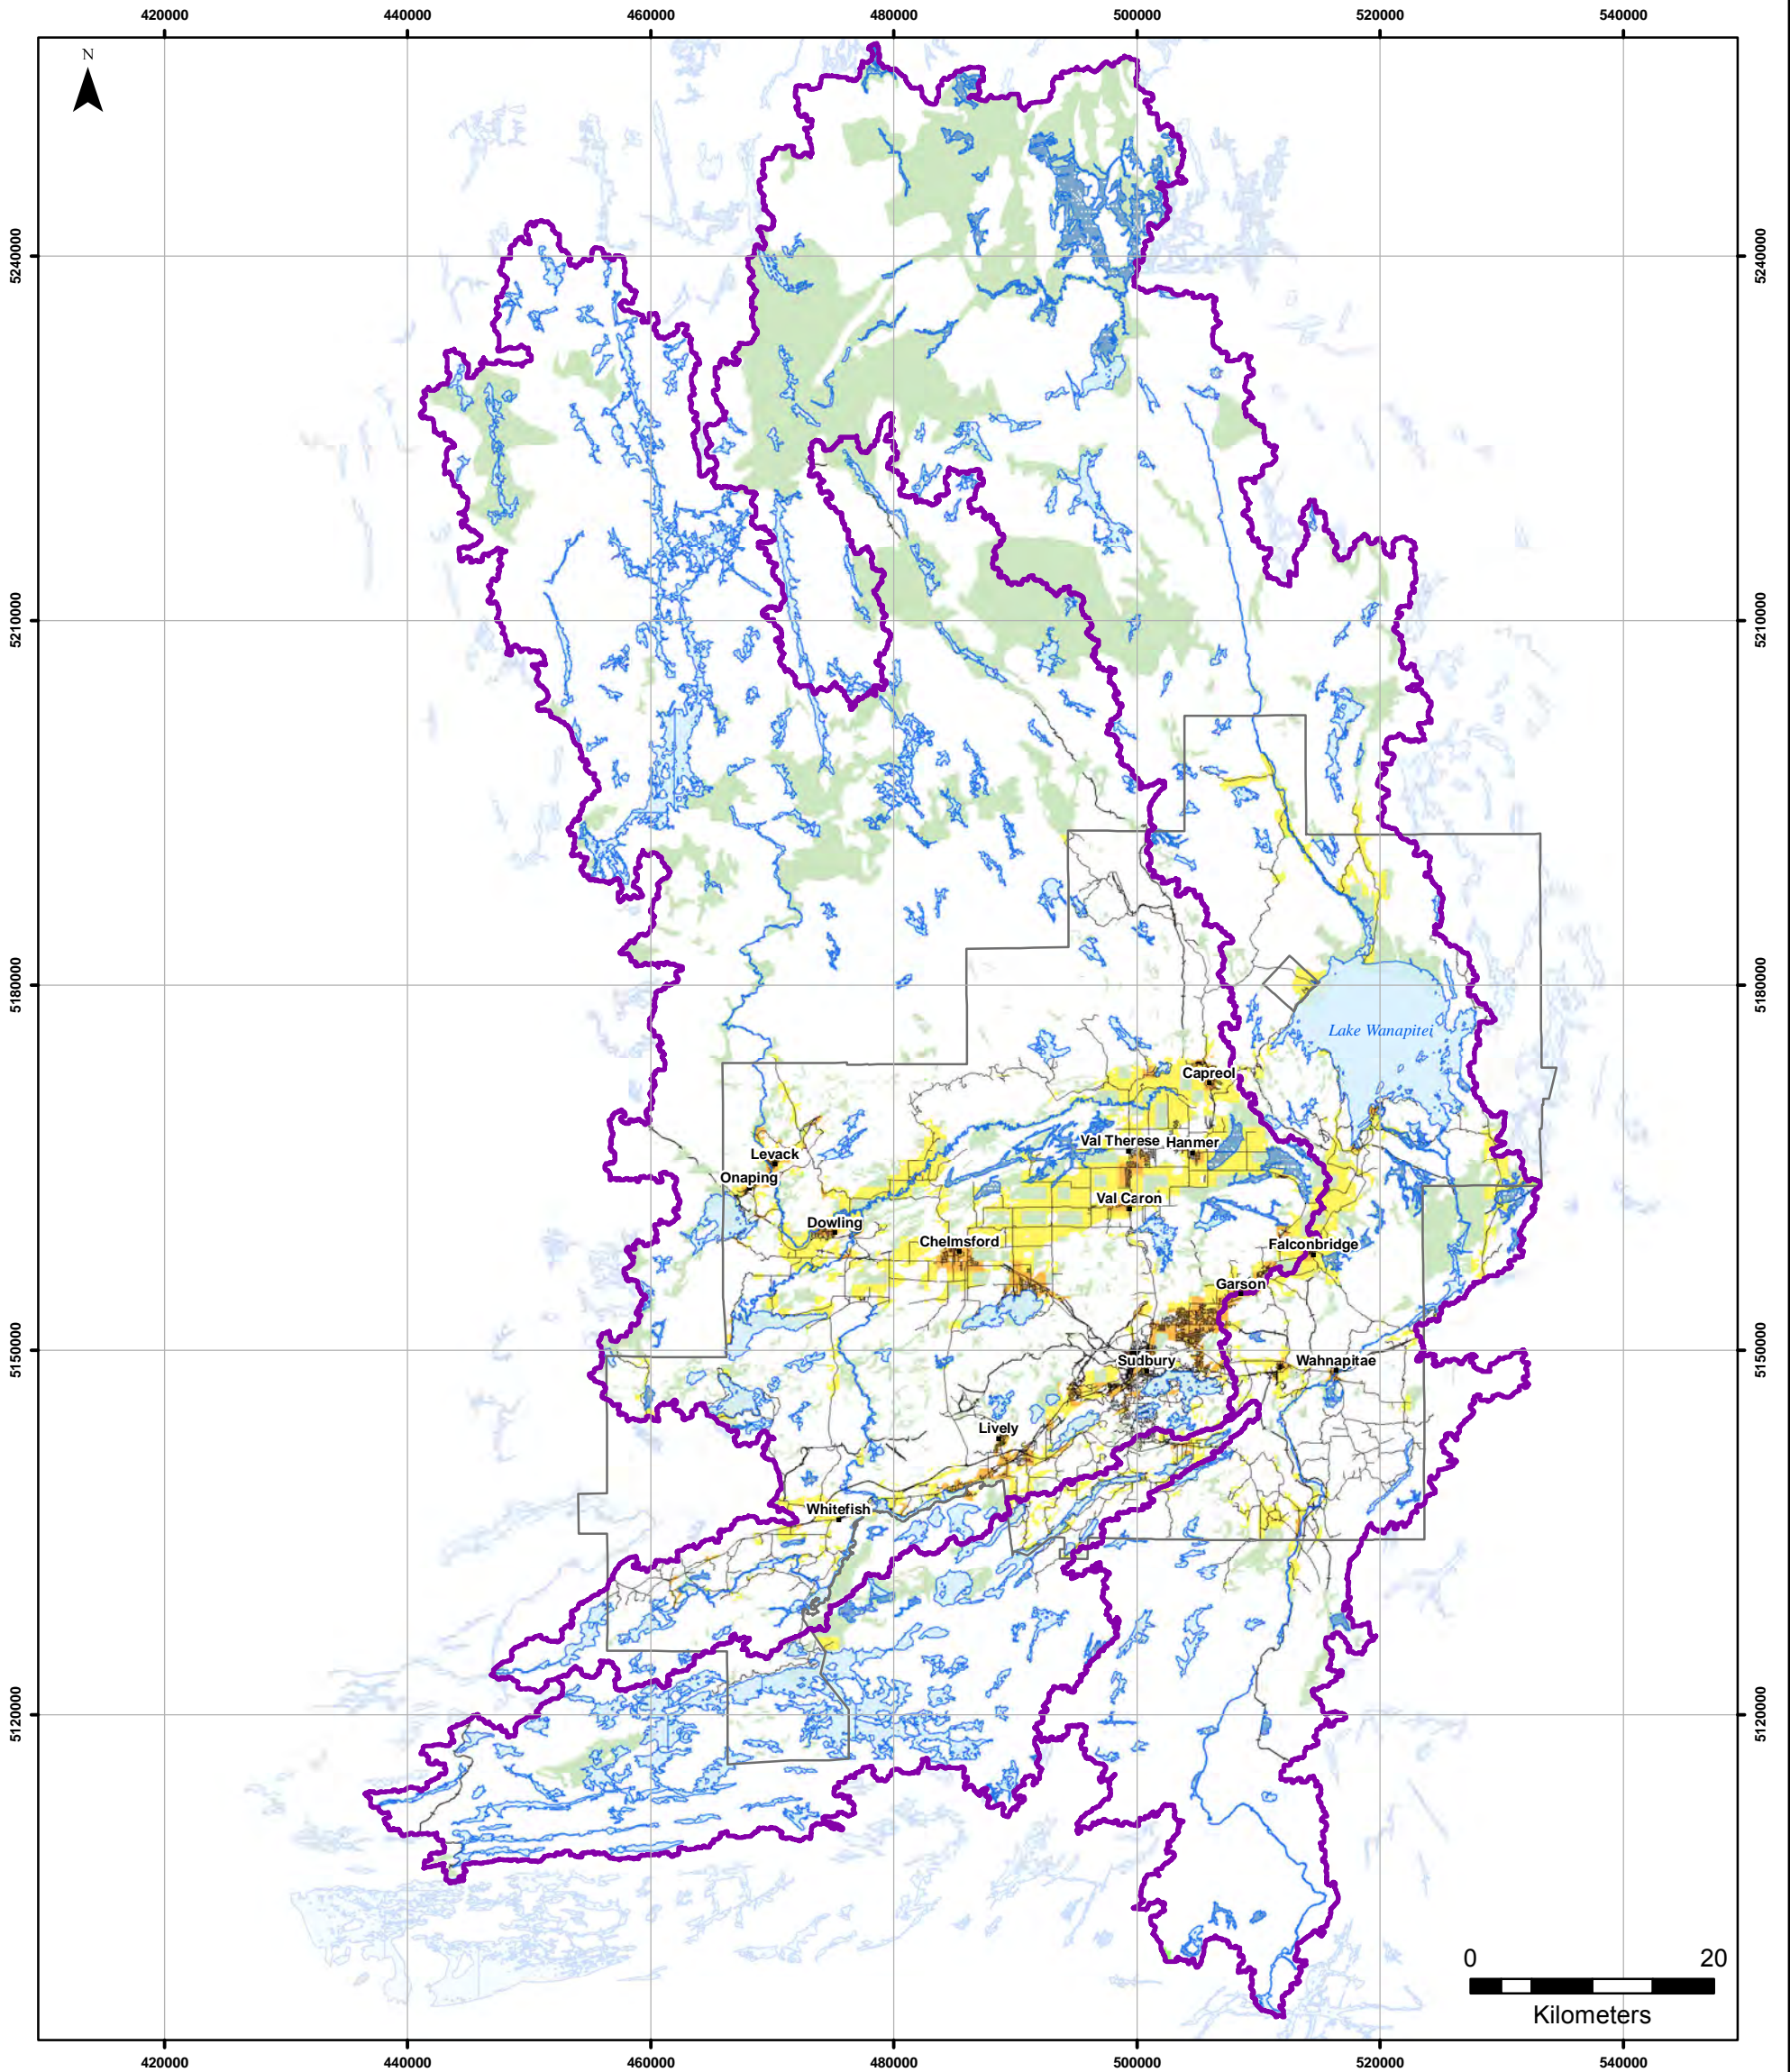 420000 440000 460000 480000 500000 520000 540000
N
5240000 5240000
5210000 5210000
5180000 5180000
Lake Wanapitei
Capreol
Val Therese Hanmer
Levack
Onaping
Val Caron
Dowling
Chelmsford
Falconbridge
Garson
5150000 5150000
Sudbury
Wahnapitae
Lively
Whitefish
5120000 5120000
0 20
Kilometers
420000 440000 460000 480000 500000 520000 540000